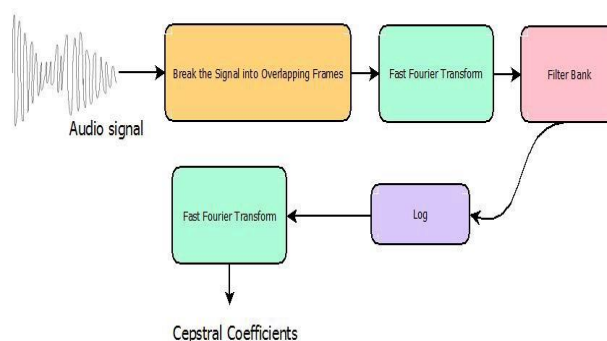 Break the Signal into Overlapping Frames
Fast Fourier Transform
Filter Bank
Audio signal
Fast Fourier Transform
Log
Cepstral Coefficients